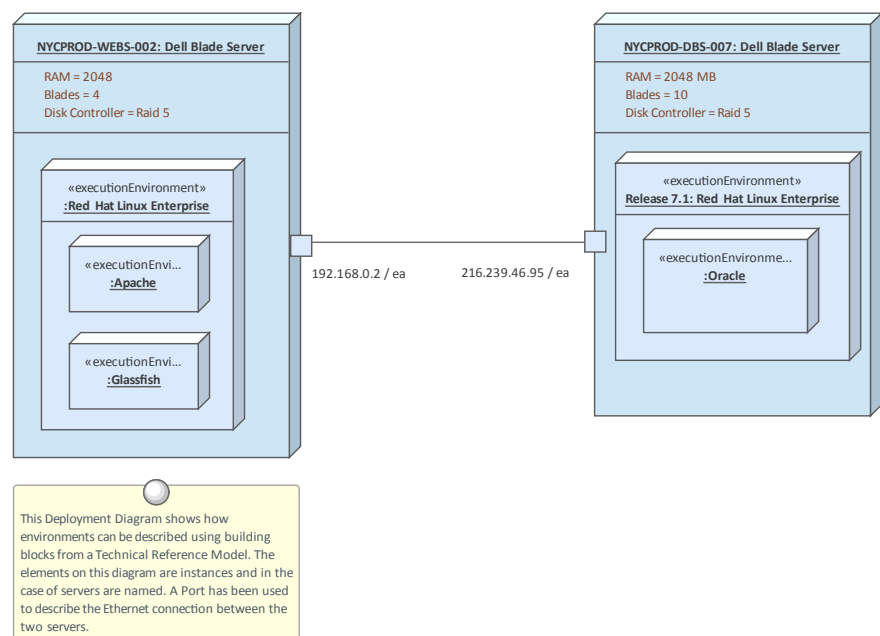 NYCPROD-WEBS-002: Dell Blade Server
RAM = 2048
Blades = 4
Disk Controller = Raid 5
«executionEnvironment»
:Red Hat Linux Enterprise
«executionEnvi...
:Apache
«executionEnvi...
:Glassfish
192.168.0.2 / ea
216.239.46.95 / ea
NYCPROD-DBS-007: Dell Blade Server
RAM = 2048 MB
Blades = 10
Disk Controller = Raid 5
«executionEnvironment»
Release 7.1: Red Hat Linux Enterprise
«executionEnvironme...
:Oracle
This Deployment Diagram shows how
environments can be described using building
blocks from a Technical Reference Model. The
elements on this diagram are instances and in the
case of servers are named. A Port has been used
to describe the Ethernet connection between the
two servers.